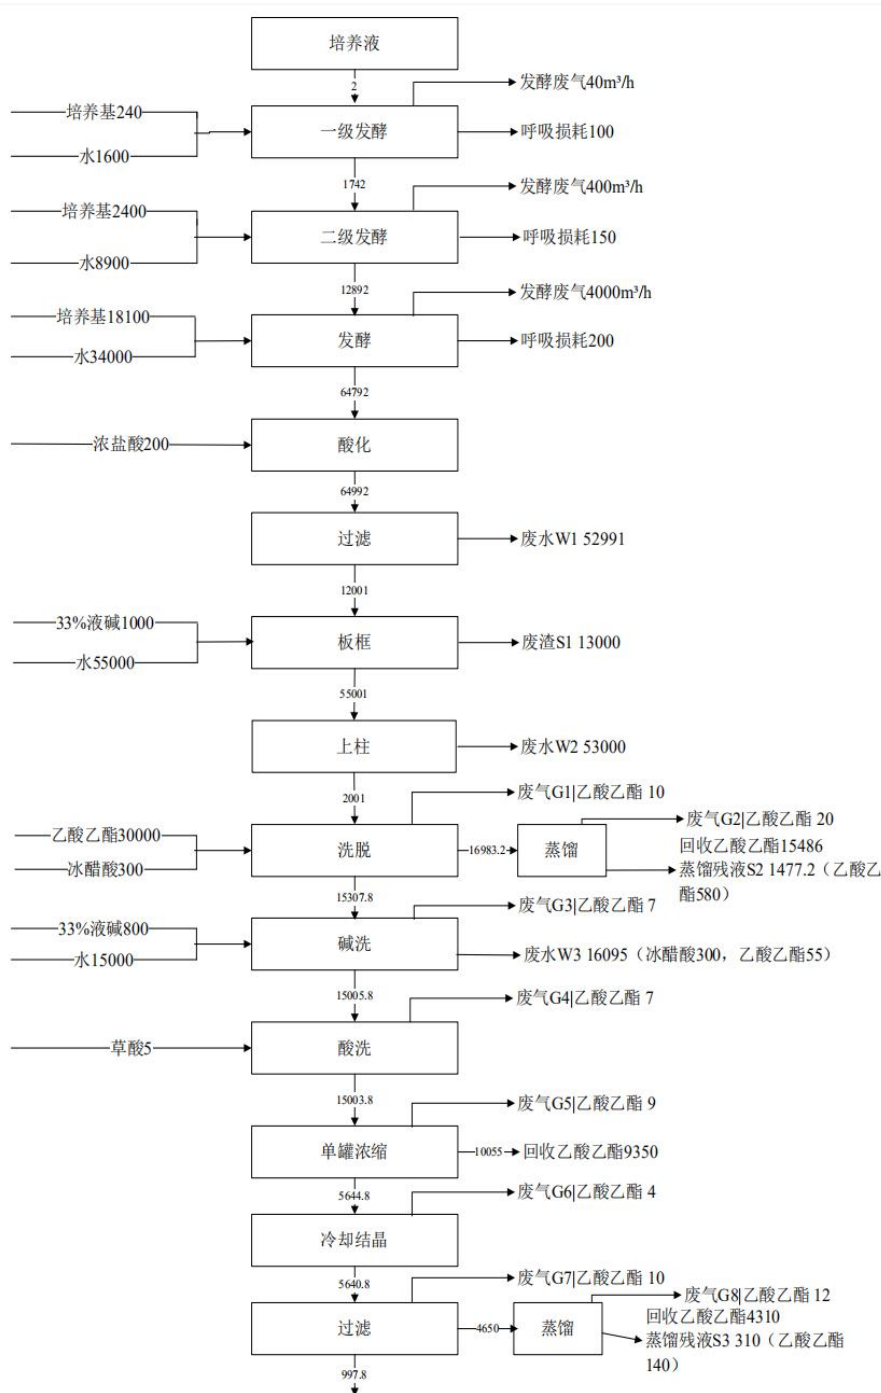 培养液
2
发酵废气40m³/h
培养基240
一级发酵
呼吸损耗100
水1600
1742
发酵废气400m³/h
培养基2400
二级发酵
呼吸损耗150
水8900
12892
发酵废气4000m³/h
培养基18100
发酵
呼吸损耗200
水34000
64792
浓盐酸200
酸化
64992
过滤
废水W1 52991
12001
33%液碱1000
板框
废渣S1 13000
水55000
55001
上柱
废水W2 53000
2001
废气G1|乙酸乙酯 10
乙酸乙酯30000
洗脱
16983.2
蒸馏
废气G2|乙酸乙酯 20
回收乙酸乙酯15486
蒸馏残液S2 1477.2（乙酸乙
酯580）
冰醋酸300
15307.8
废气G3|乙酸乙酯 7
33%液碱800
碱洗
水15000
废水W3 16095（冰醋酸300，乙酸乙酯55）
15005.8
废气G4|乙酸乙酯 7
草酸5
酸洗
15003.8
废气G5|乙酸乙酯 9
单罐浓缩
10055
回收乙酸乙酯9350
5644.8
废气G6|乙酸乙酯 4
冷却结晶
5640.8
废气G7|乙酸乙酯 10
过滤
4650
蒸馏
废气G8|乙酸乙酯 12
回收乙酸乙酯4310
蒸馏残液S3 310（乙酸乙酯
140）
997.8